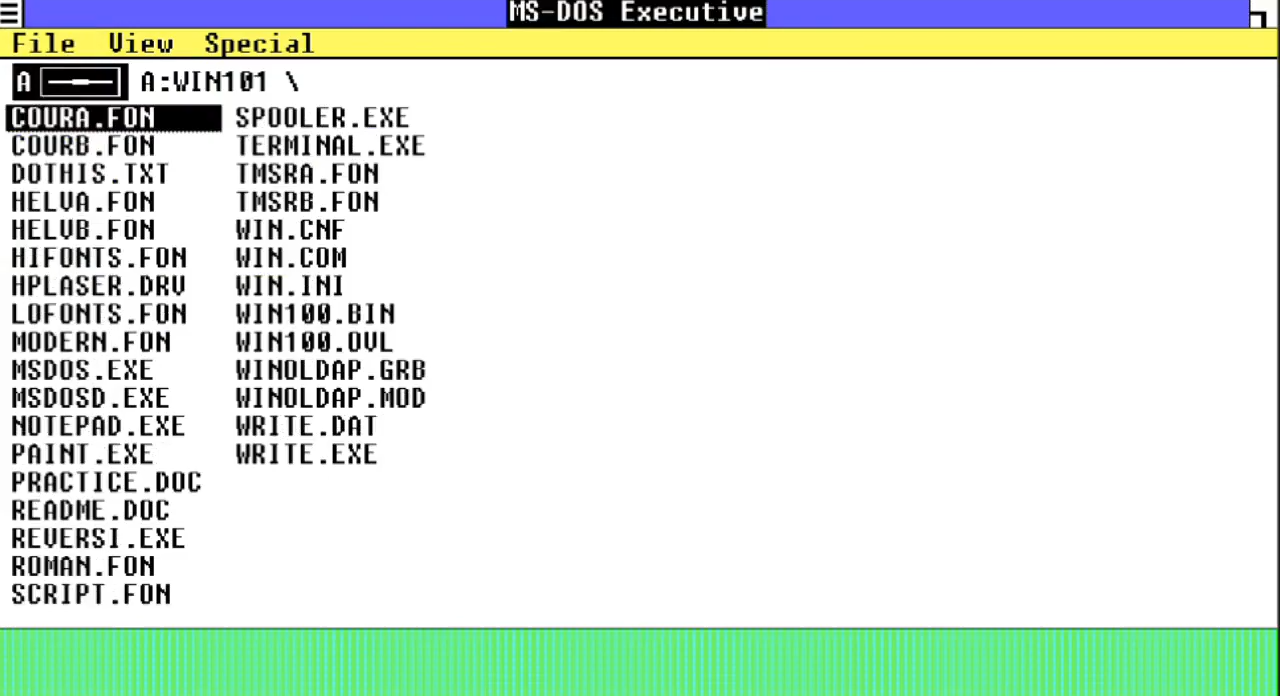 MS-DOS Executive
File View Special
A A:WIN101 \
COURA.FON SPOOLER.EXE
COURB.FON TERMINAL.EXE
DOTHIS.TXT TMSRA.FON
HELVA.FON TMSRB.FON
HELVB.FON WIN.CNF
HIFONTS.FON WIN.COM
HPLASER.DRV WIN.INI
LOFONTS.FON WIN100.BIN
MODERN.FON WIN100.OVL
MSDOS.EXE WINOLDAP.GRB
MSDOSD.EXE WINOLDAP.MOD
NOTEPAD.EXE WRITE.DAT
PAINT.EXE WRITE.EXE
PRACTICE.DOC
README.DOC
REVERSI.EXE
ROMAN.FON
SCRIPT.FON